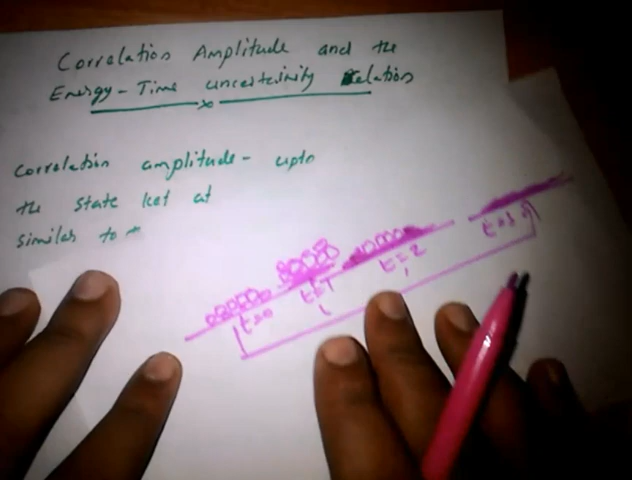 Correlation Amplitude and the
Energy-Time uncertainity Relation
Correlation amplitude - upto
the state ket at
similar to
t=0
t=1
t=2